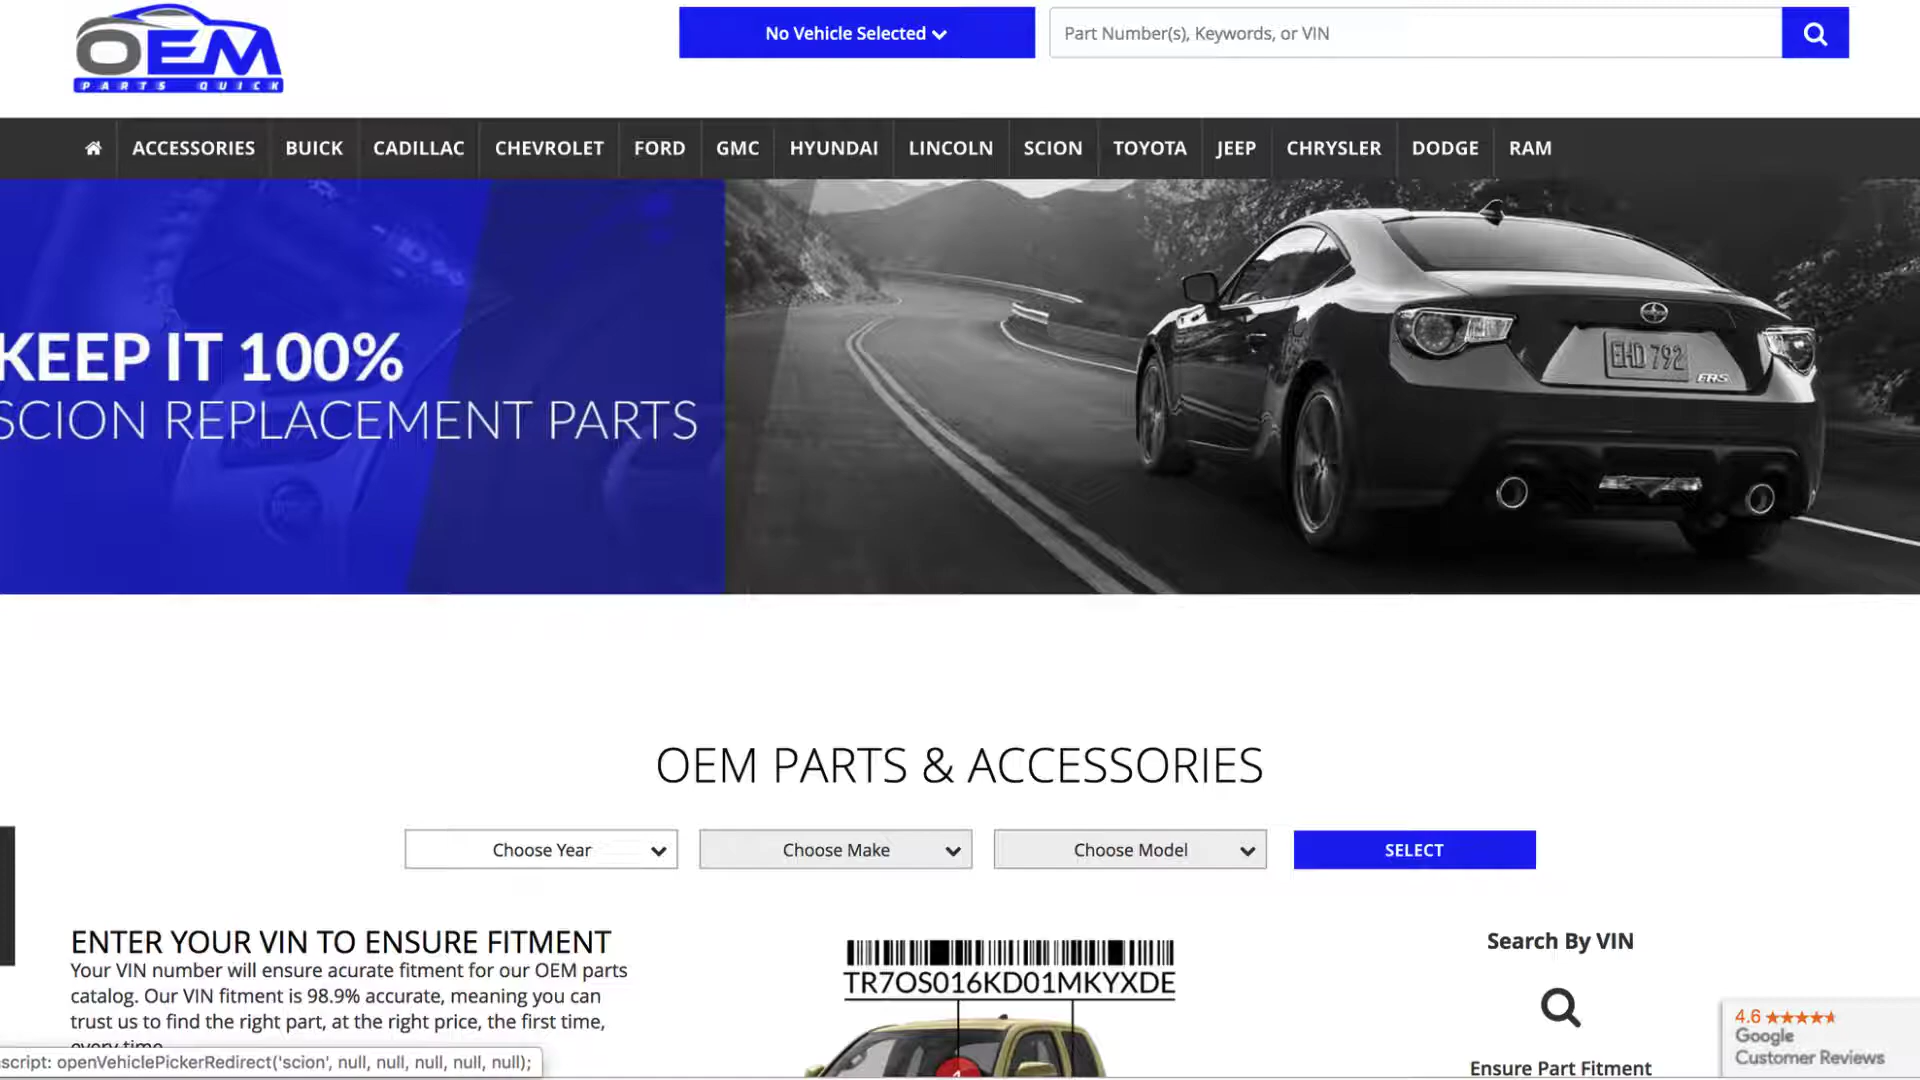 OEM
PARTS QUICK
No Vehicle Selected
Part Number(s), Keywords, or VIN
ACCESSORIES BUICK CADILLAC CHEVROLET FORD GMC HYUNDAI LINCOLN SCION TOYOTA JEEP CHRYSLER DODGE RAM
KEEP IT 100%
SCION REPLACEMENT PARTS
EHD 792
OEM PARTS & ACCESSORIES
Choose Year Choose Make Choose Model SELECT
ENTER YOUR VIN TO ENSURE FITMENT
Your VIN number will ensure acurate fitment for our OEM parts
catalog. Our VIN fitment is 98.9% accurate, meaning you can
trust us to find the right part, at the right price, the first time,
every time.
script: openVehiclePickerRedirect('scion', null, null, null, null, null);
TR7OS016KD01MKYXDE
1
Search By VIN
Ensure Part Fitment
4.6
Google
Customer Reviews